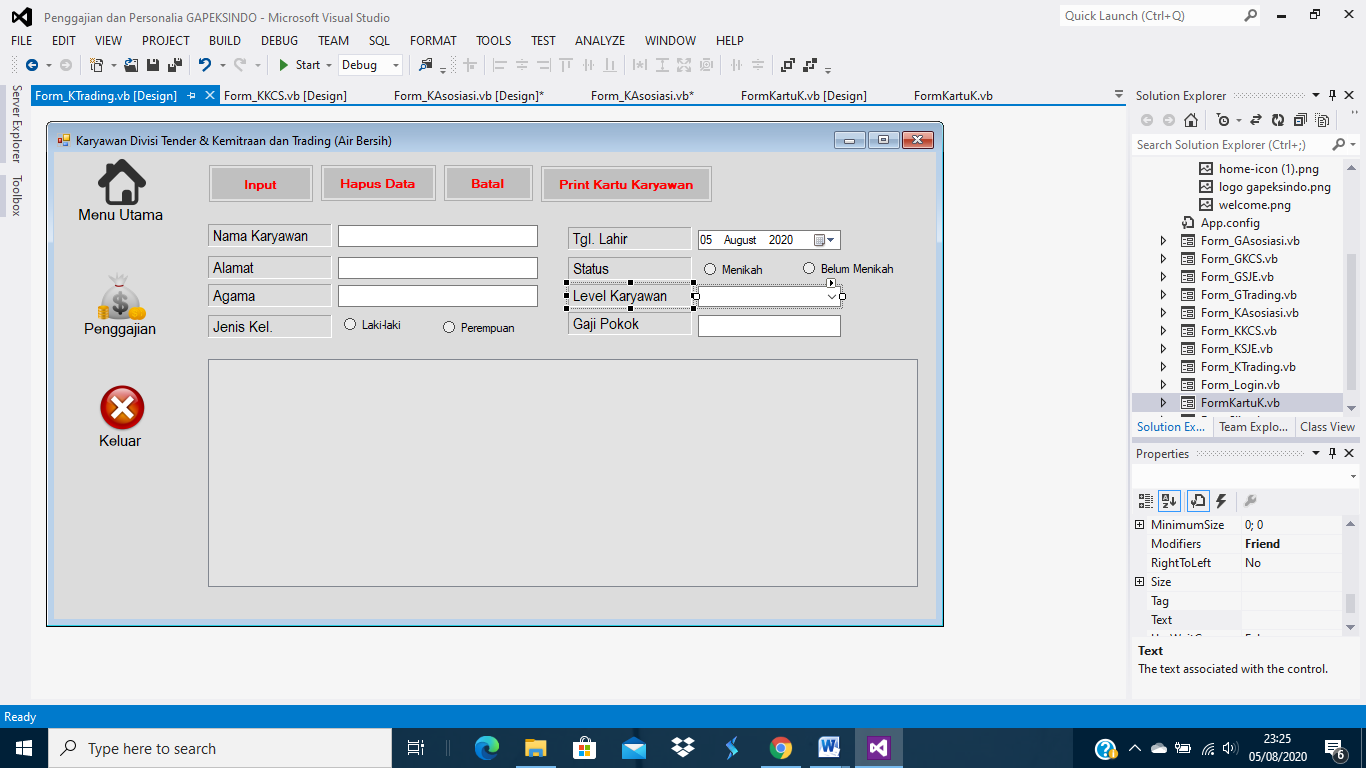 Penggajian dan Personalia GAPEKSINDO - Microsoft Visual Studio
Quick Launch (Ctrl+Q)
FILE EDIT VIEW PROJECT BUILD DEBUG TEAM SQL FORMAT TOOLS TEST ANALYZE WINDOW HELP
Start Debug
Server Explorer
Toolbox
Form_KTrading.vb [Design] Form_KKCS.vb [Design] Form_KAsosiasi.vb [Design]* Form_KAsosiasi.vb* FormKartuK.vb [Design] FormKartuK.vb
Karyawan Divisi Tender & Kemitraan dan Trading (Air Bersih)
Menu Utama
Penggajian
Keluar
Input Hapus Data Batal Print Kartu Karyawan
Nama Karyawan
Alamat
Agama
Jenis Kel. Laki-laki Perempuan
Tgl. Lahir 05 August 2020
Status Menikah Belum Menikah
Level Karyawan
Gaji Pokok
Solution Explorer
Search Solution Explorer (Ctrl+;)
home-icon (1).png
logo gapeksindo.png
welcome.png
App.config
Form_GAsosiasi.vb
Form_GKCS.vb
Form_GSJE.vb
Form_GTrading.vb
Form_KAsosiasi.vb
Form_KKCS.vb
Form_KSJE.vb
Form_KTrading.vb
Form_Login.vb
FormKartuK.vb
Solution Ex... Team Explo... Class View
Properties
MinimumSize 0; 0
Modifiers Friend
RightToLeft No
Size
Tag
Text
Text
The text associated with the control.
Ready
Type here to search
23:25
05/08/2020
6